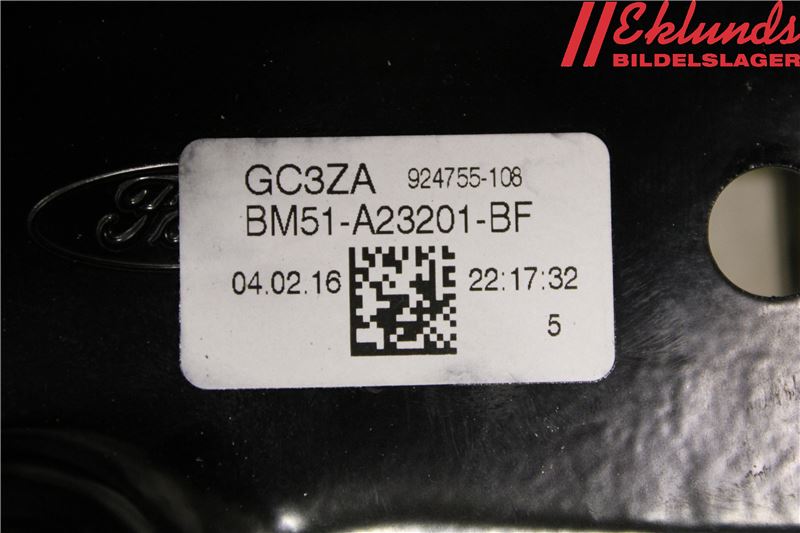 Eklunds
BILDELSLAGER
GC3ZA 924755-108
BM51-A23201-BF
04.02.16 22:17:32
5